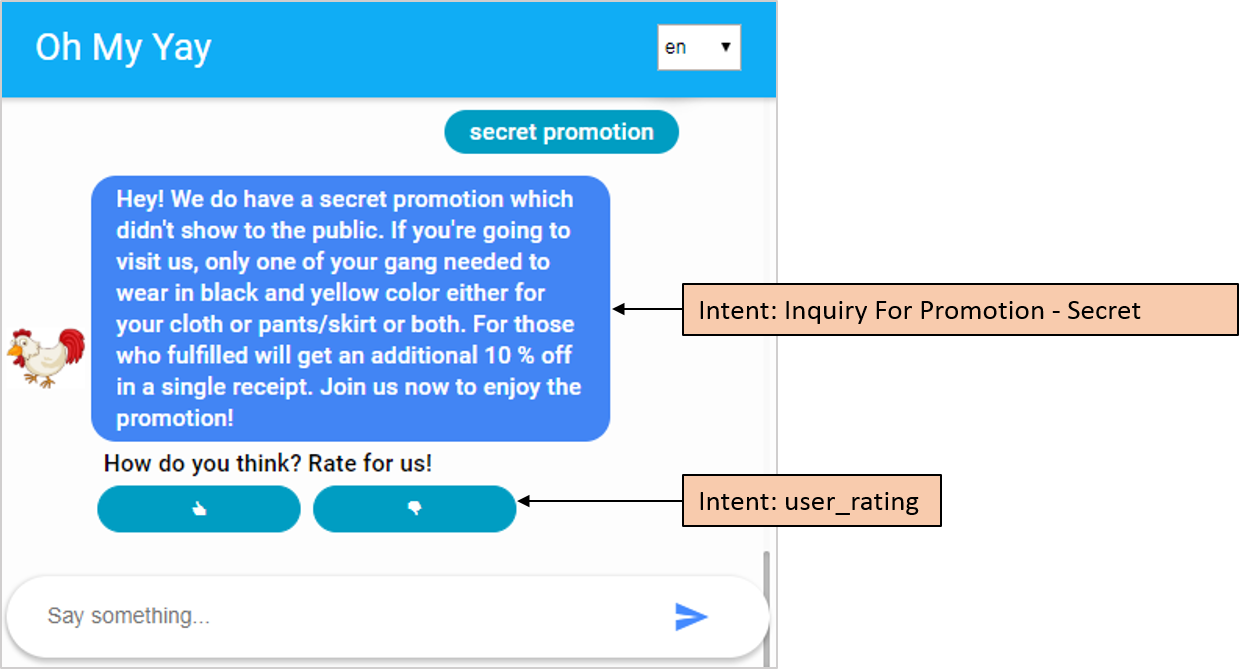 Oh My Yay
en
secret promotion
Hey! We do have a secret promotion which
didn't show to the public. If you're going to
visit us, only one of your gang needed to
wear in black and yellow color either for
your cloth or pants/skirt or both. For those
who fulfilled will get an additional 10 % off
in a single receipt. Join us now to enjoy the
promotion!
Intent: Inquiry For Promotion - Secret
How do you think? Rate for us!
Intent: user_rating
Say something...